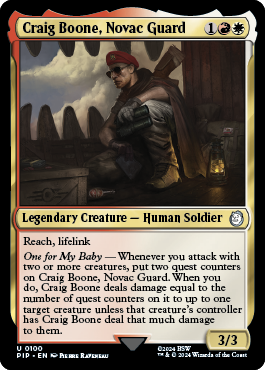 Craig Boone, Novac Guard 1
Legendary Creature — Human Soldier
Reach, lifelink
One for My Baby — Whenever you attack with
two or more creatures, put two quest counters
on Craig Boone, Novac Guard. When you
do, Craig Boone deals damage equal to the
number of quest counters on it to up to one
target creature unless that creature's controller
has Craig Boone deal that much damage
to them.
3/3
U 0100 ©2024 BSW
PIP • EN Pierre Raveneau ™ & © 2024 Wizards of the Coast